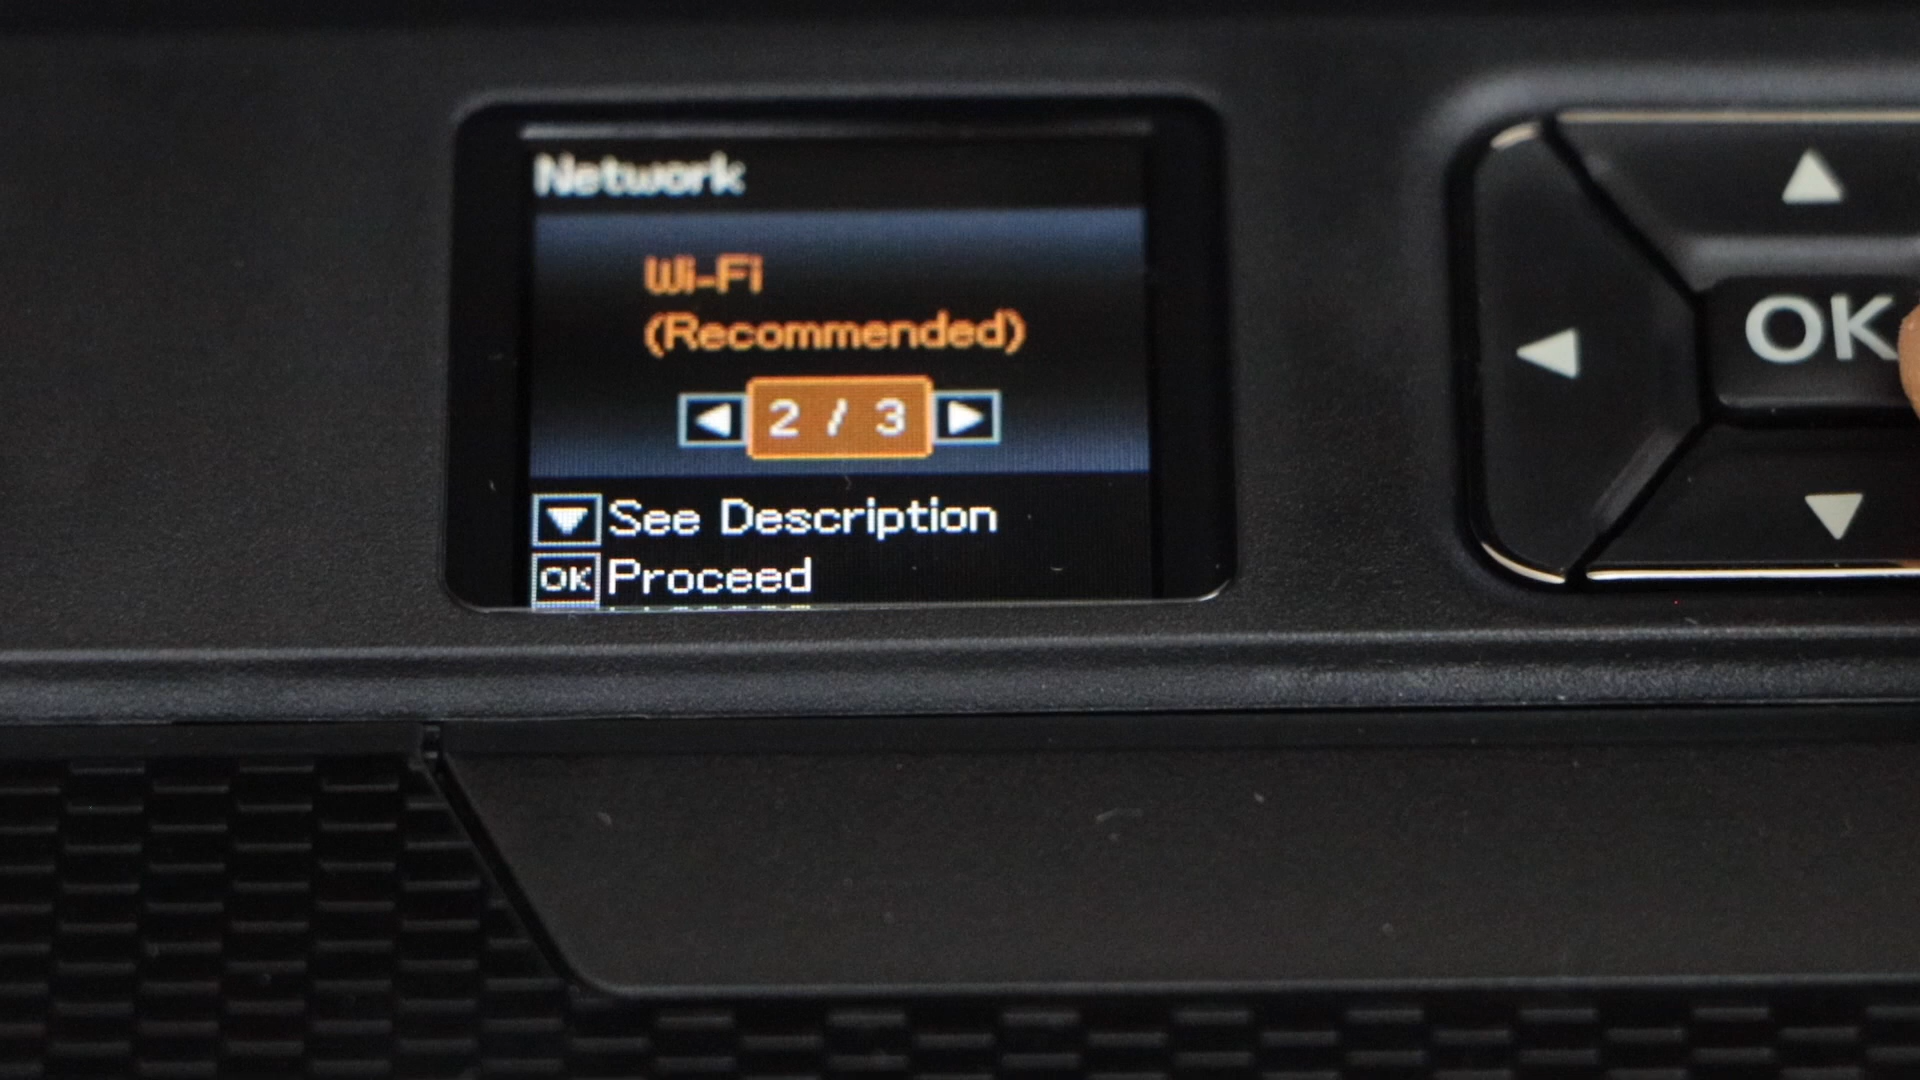 Network
Wi-Fi
(Recommended)
2 / 3
See Description
OK Proceed
OK